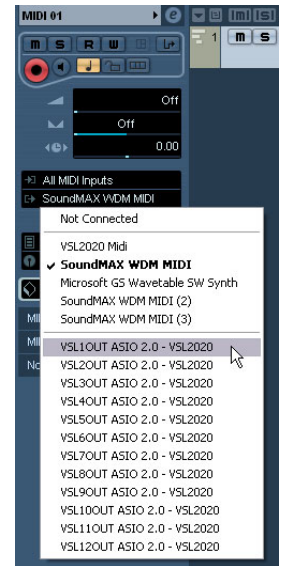 MIDI 01
M S R W
1 M S
Off
Off
0.00
All MIDI Inputs
SoundMAX WDM MIDI
Not Connected
VSL2020 Midi
SoundMAX WDM MIDI
Microsoft GS Wavetable SW Synth
SoundMAX WDM MIDI (2)
SoundMAX WDM MIDI (3)
VSL1OUT ASIO 2.0 - VSL2020
VSL2OUT ASIO 2.0 - VSL2020
VSL3OUT ASIO 2.0 - VSL2020
VSL4OUT ASIO 2.0 - VSL2020
VSL5OUT ASIO 2.0 - VSL2020
VSL6OUT ASIO 2.0 - VSL2020
VSL7OUT ASIO 2.0 - VSL2020
VSL8OUT ASIO 2.0 - VSL2020
VSL9OUT ASIO 2.0 - VSL2020
VSL10OUT ASIO 2.0 - VSL2020
VSL11OUT ASIO 2.0 - VSL2020
VSL12OUT ASIO 2.0 - VSL2020